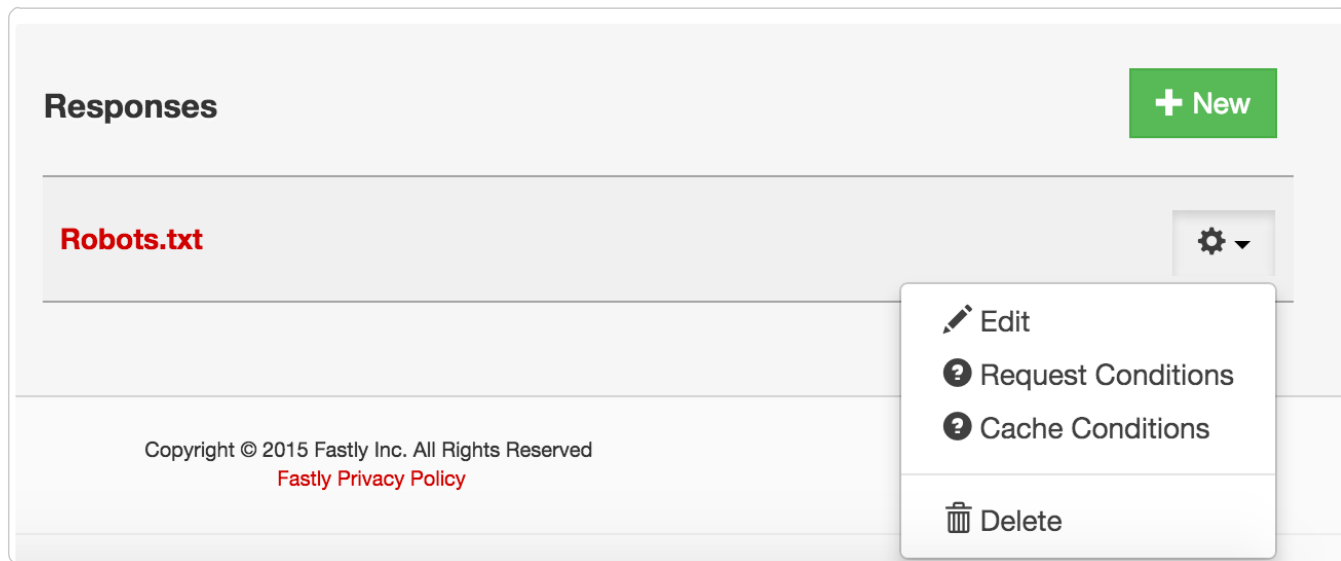 Responses
New
Robots.txt
Edit
Request Conditions
Cache Conditions
Copyright © 2015 Fastly Inc. All Rights Reserved
Fastly Privacy Policy
Delete